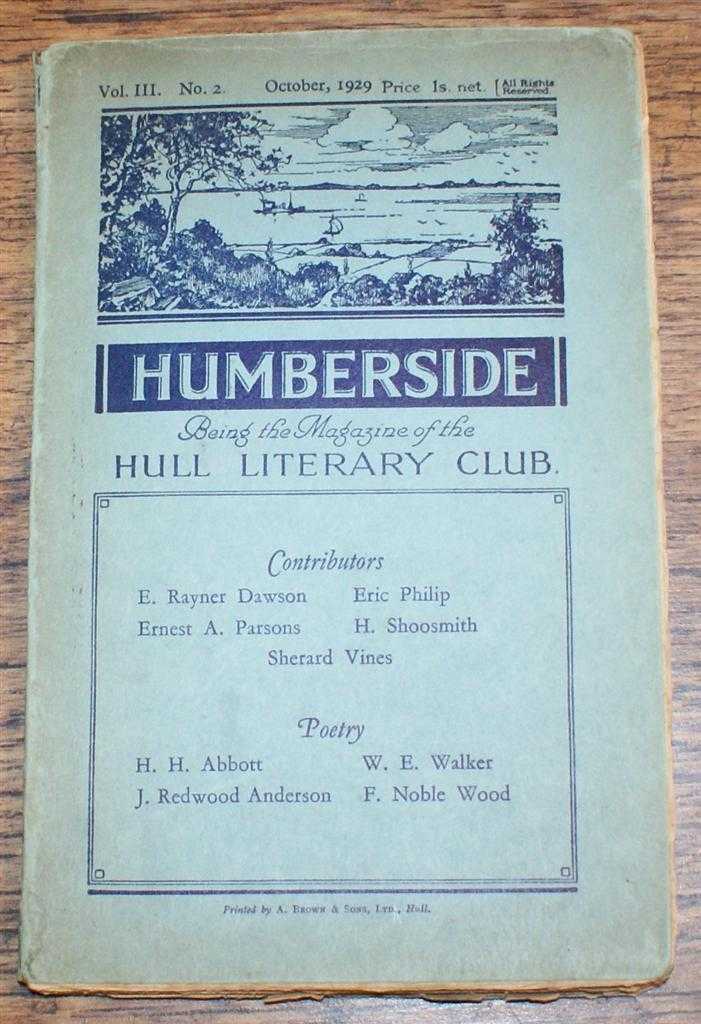 Vol. III. No. 2. October, 1929 Price 1s. net. [All Rights Reserved.
HUMBERSIDE
Being the Magazine of the
HULL LITERARY CLUB.
Contributors
E. Rayner Dawson Eric Philip
Ernest A. Parsons H. Shoosmith
Sherard Vines
Poetry
H. H. Abbott W. E. Walker
J. Redwood Anderson F. Noble Wood
Printed by A. Brown & Sons, Ltd., Hull.